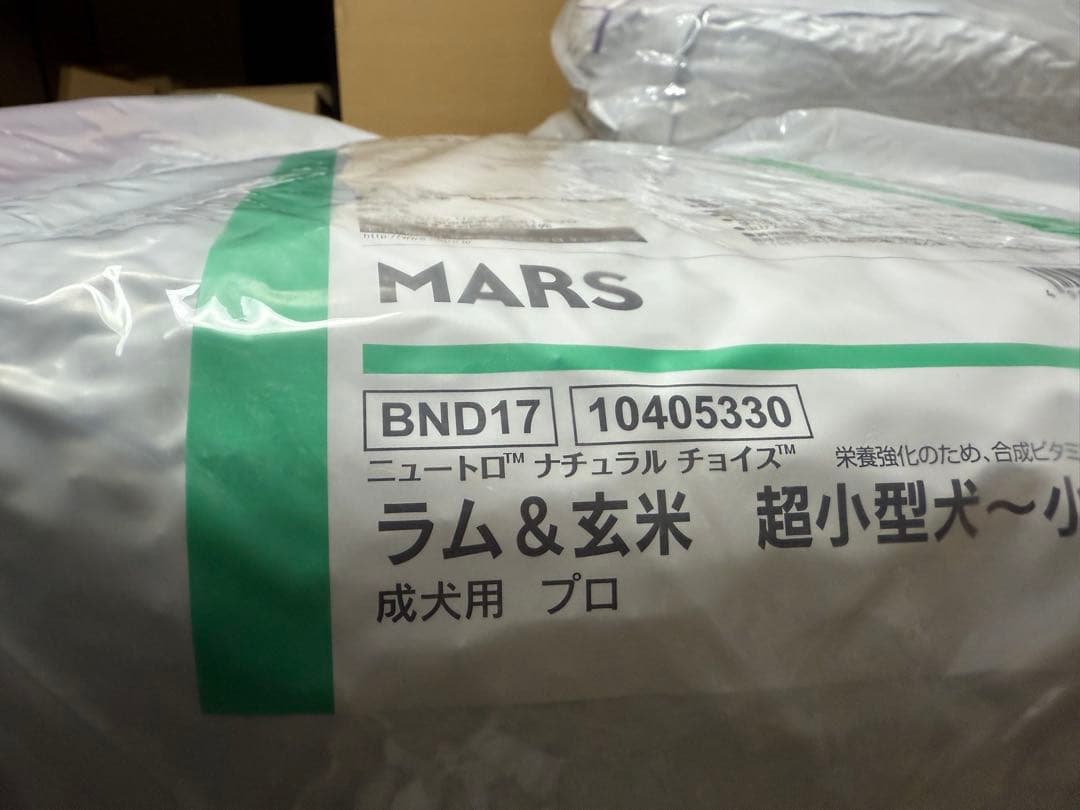 MARS
BND17 10405330
ニュートロ™ ナチュラル チョイス™ 栄養強化のため、合成ビタミ
ラム＆玄米 超小型犬〜小
成犬用 プロ